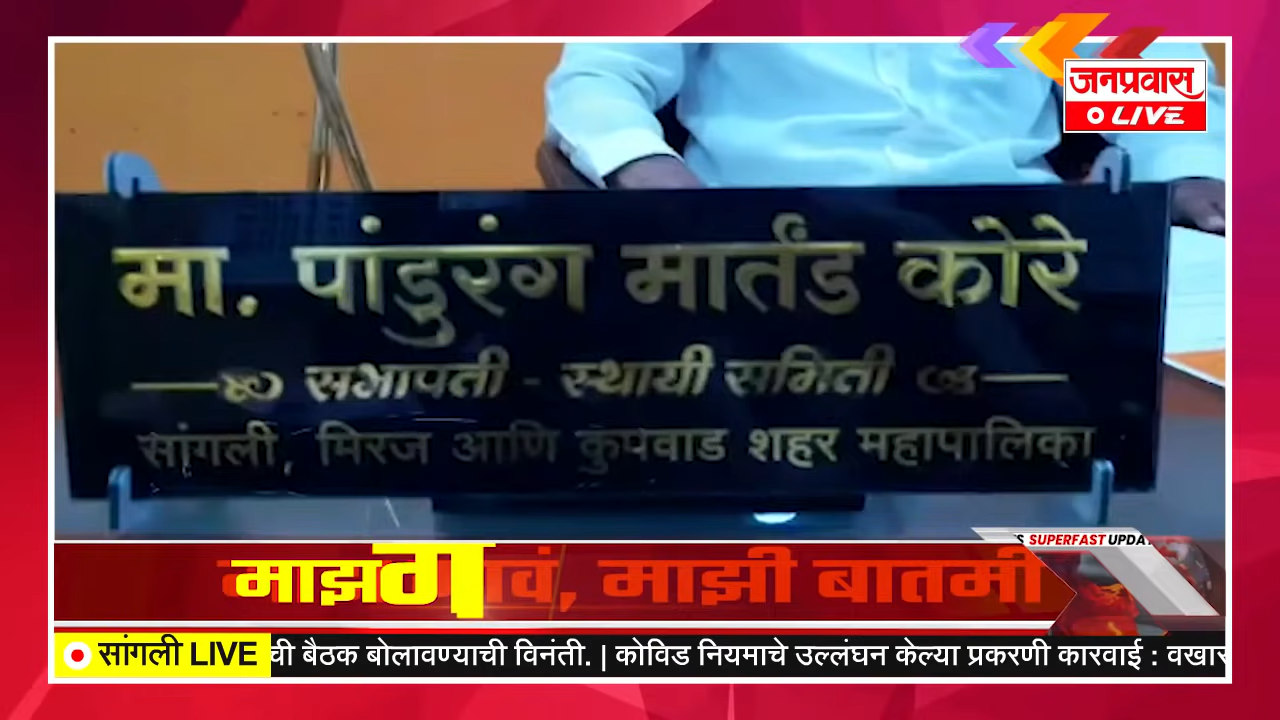 जनप्रवास
LIVE
मा. पांडुरंग मार्तंड कोरे
सभापती - स्थायी समिती
सांगली, मिरज आणि कुपवाड शहर महापालिका
SUPERFAST
गावं, माझी बातमी
सांगली LIVE
ची बैठक बोलावण्याची विनंती. | कोविड नियमाचे उल्लंघन केल्या प्रकरणी कारवाई :